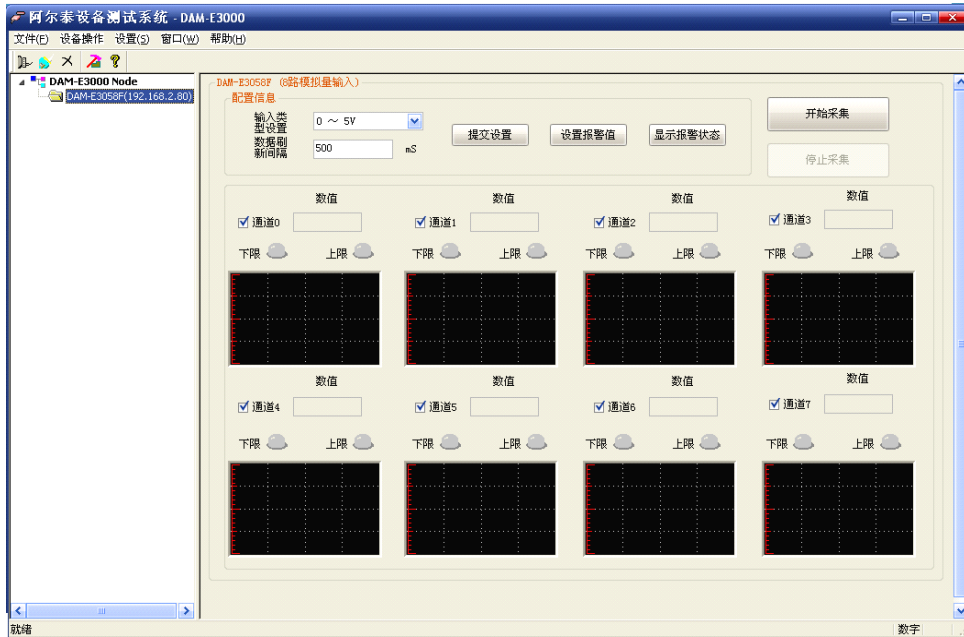 阿尔泰设备测试系统 - DAM-E3000
文件(F) 设备操作 设置(S) 窗口(W) 帮助(H)
DAM-E3000 Node
DAM-E3058F(192.168.2.80)
DAM-E3058F (8路模拟量输入)
配置信息
输入类型设置
0 ～ 5V
数据刷新间隔
500
mS
提交设置
设置报警值
显示报警状态
开始采集
停止采集
数值 数值 数值 数值
通道0 通道1 通道2 通道3
下限 上限 下限 上限 下限 上限 下限 上限
数值 数值 数值 数值
通道4 通道5 通道6 通道7
下限 上限 下限 上限 下限 上限 下限 上限
就绪
数字